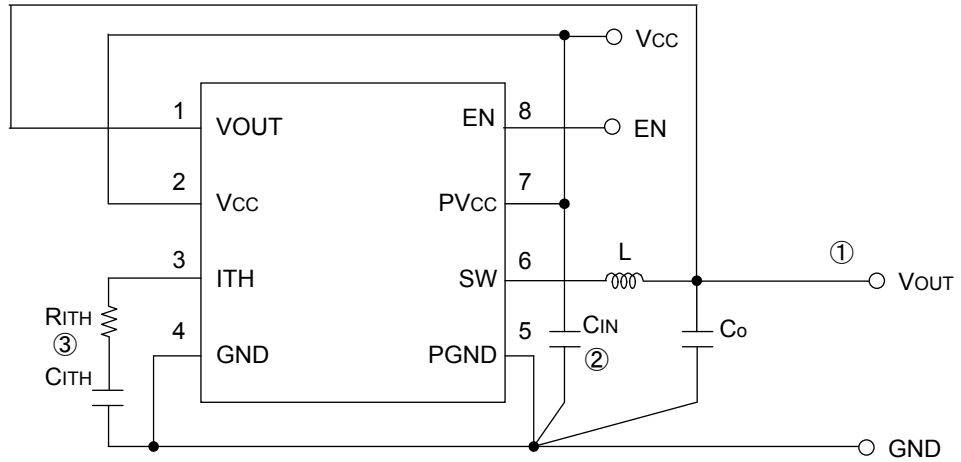 VCC
1
VOUT
EN
8
EN
2
VCC
PVCC
7
3
ITH
SW
6
L
①
VOUT
RITH
③
CITH
4
GND
PGND
5
CIN
②
Co
GND